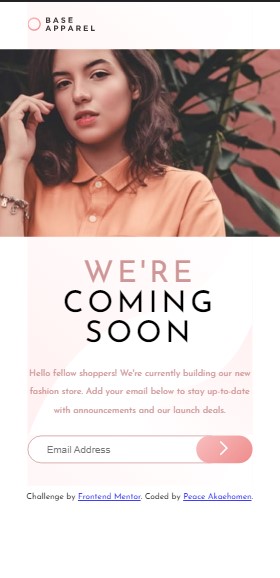 BASE
APPAREL
WE'RE
COMING
SOON
Hello fellow shoppers! We're currently building our new
fashion store. Add your email below to stay up-to-date
with announcements and our launch deals.
Email Address
Challenge by Frontend Mentor. Coded by Peace Akaehomen.